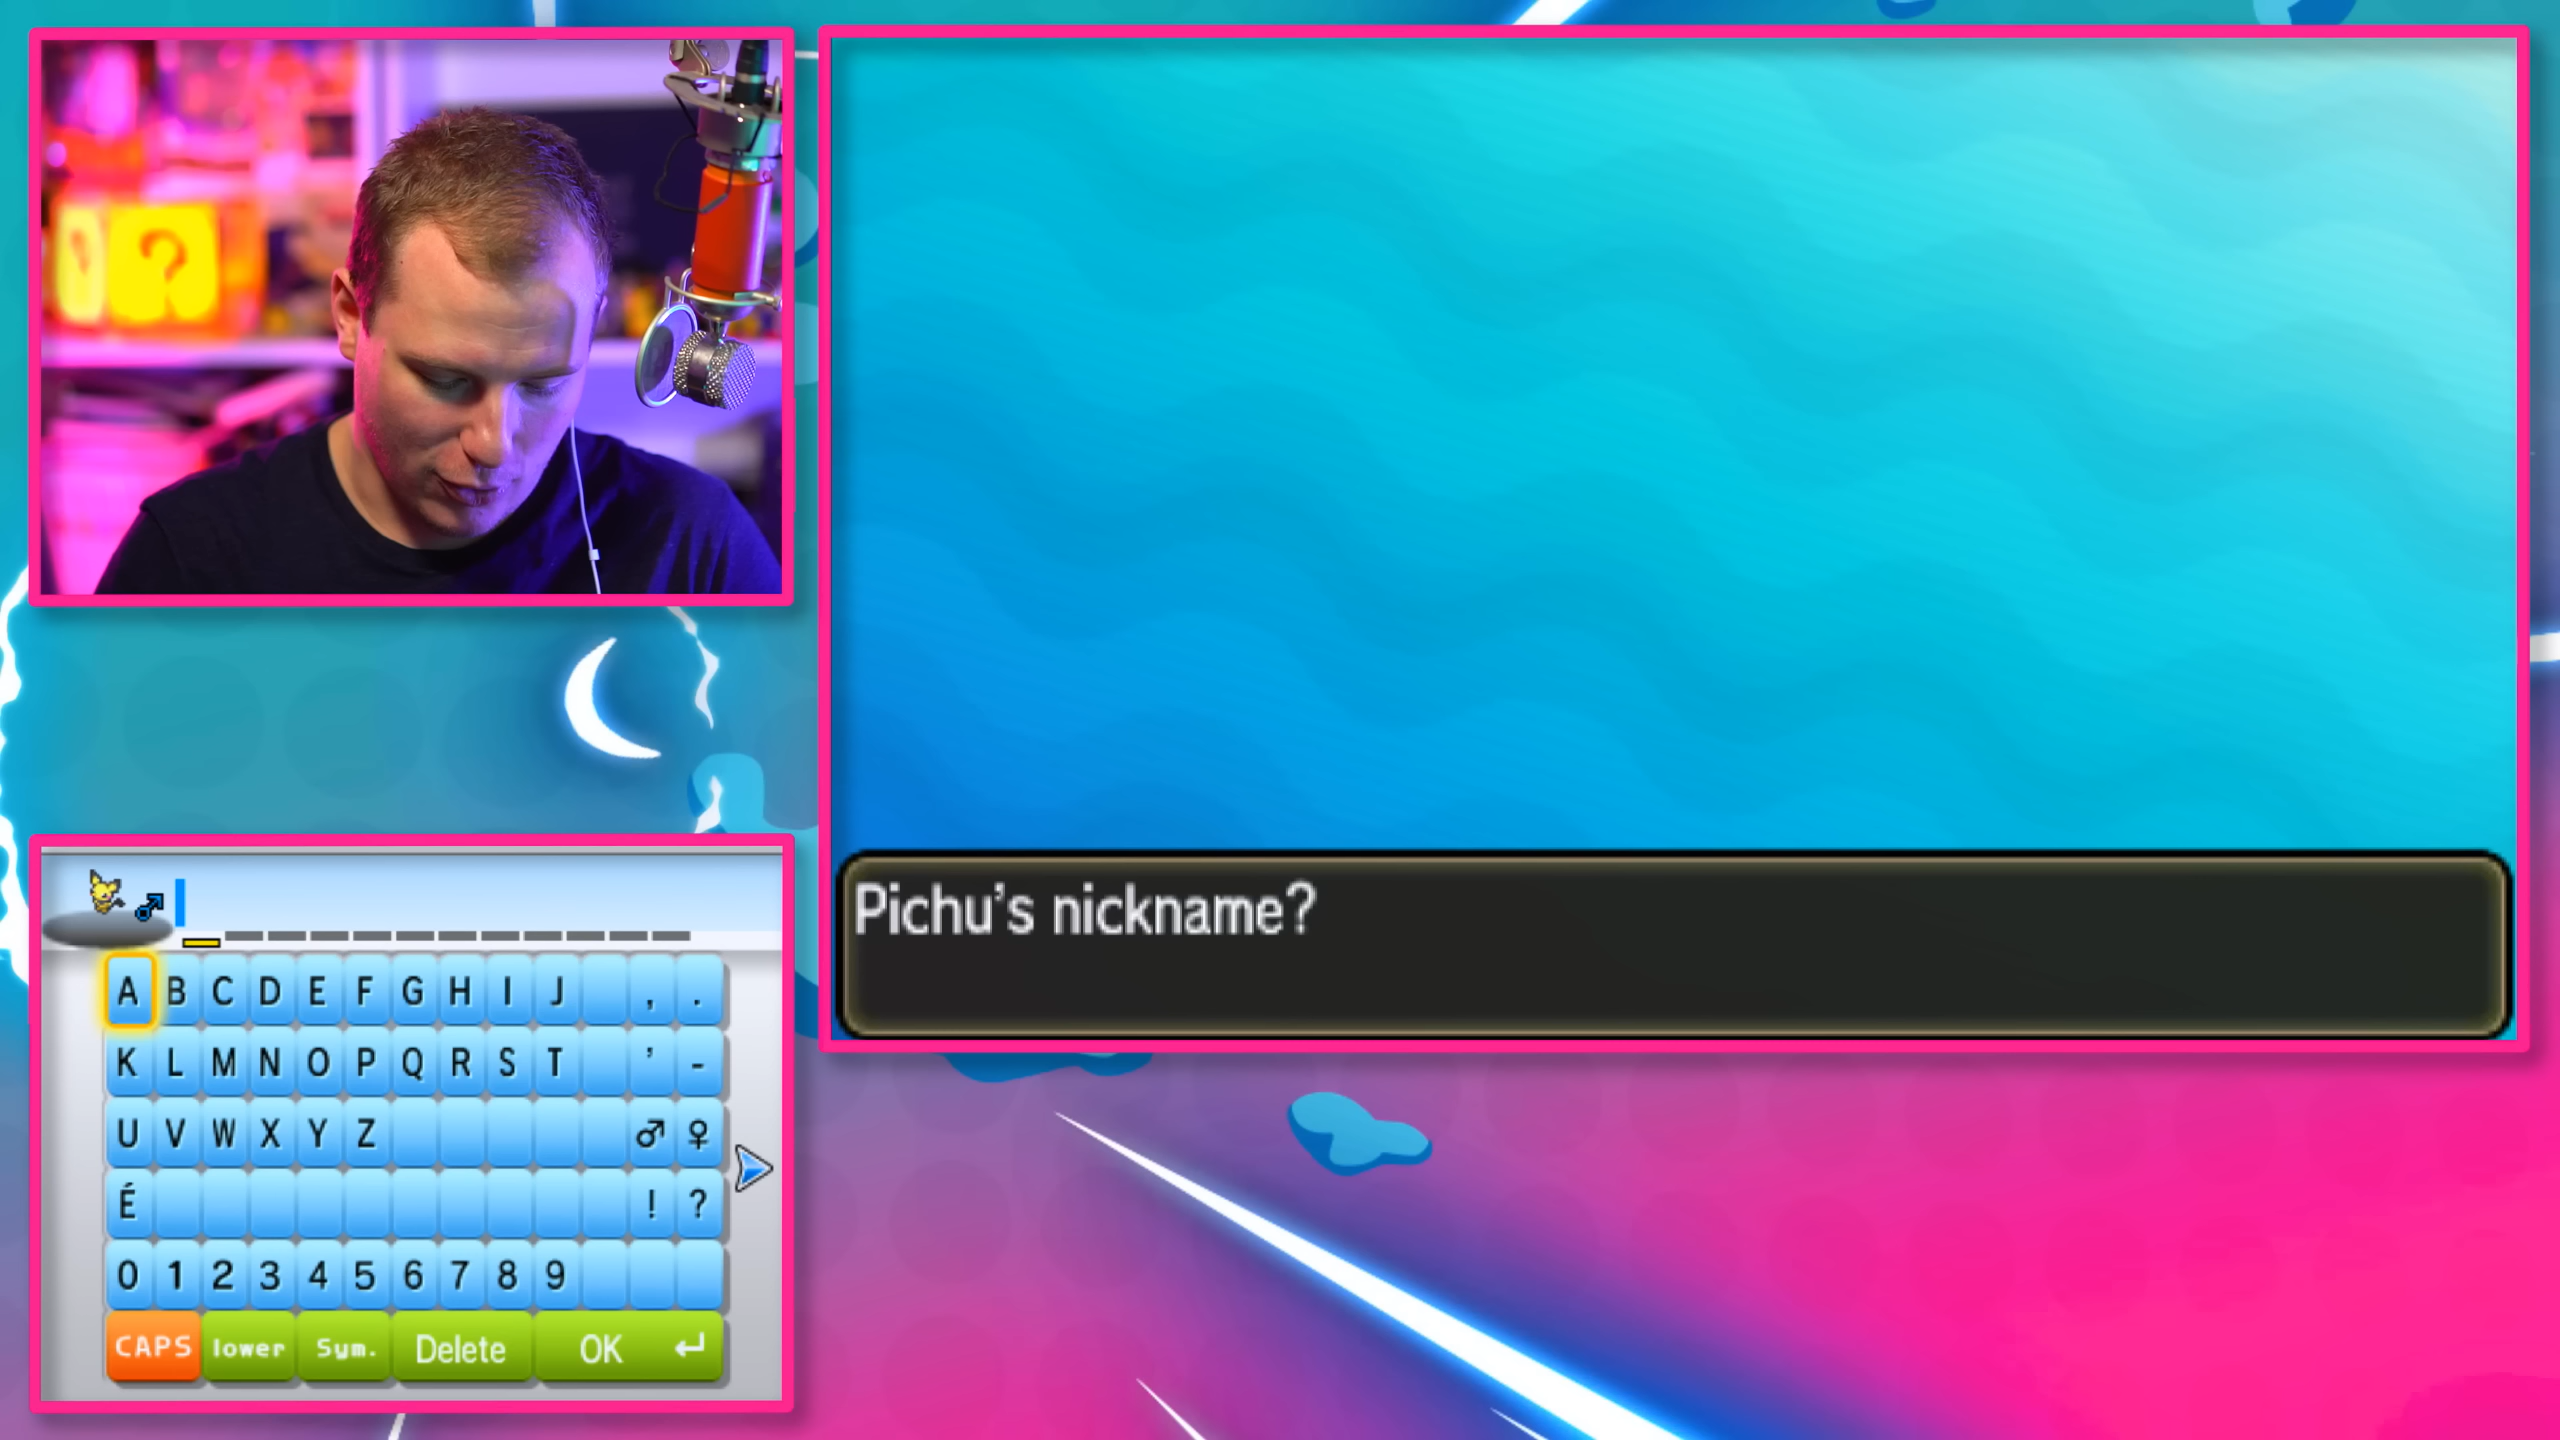 ?
Pichu's nickname?
♂
A B C D E F G H I J , .
K L M N O P Q R S T ’ -
U V W X Y Z ♂ ♀
É ! ?
0 1 2 3 4 5 6 7 8 9
CAPS lower Sym. Delete OK